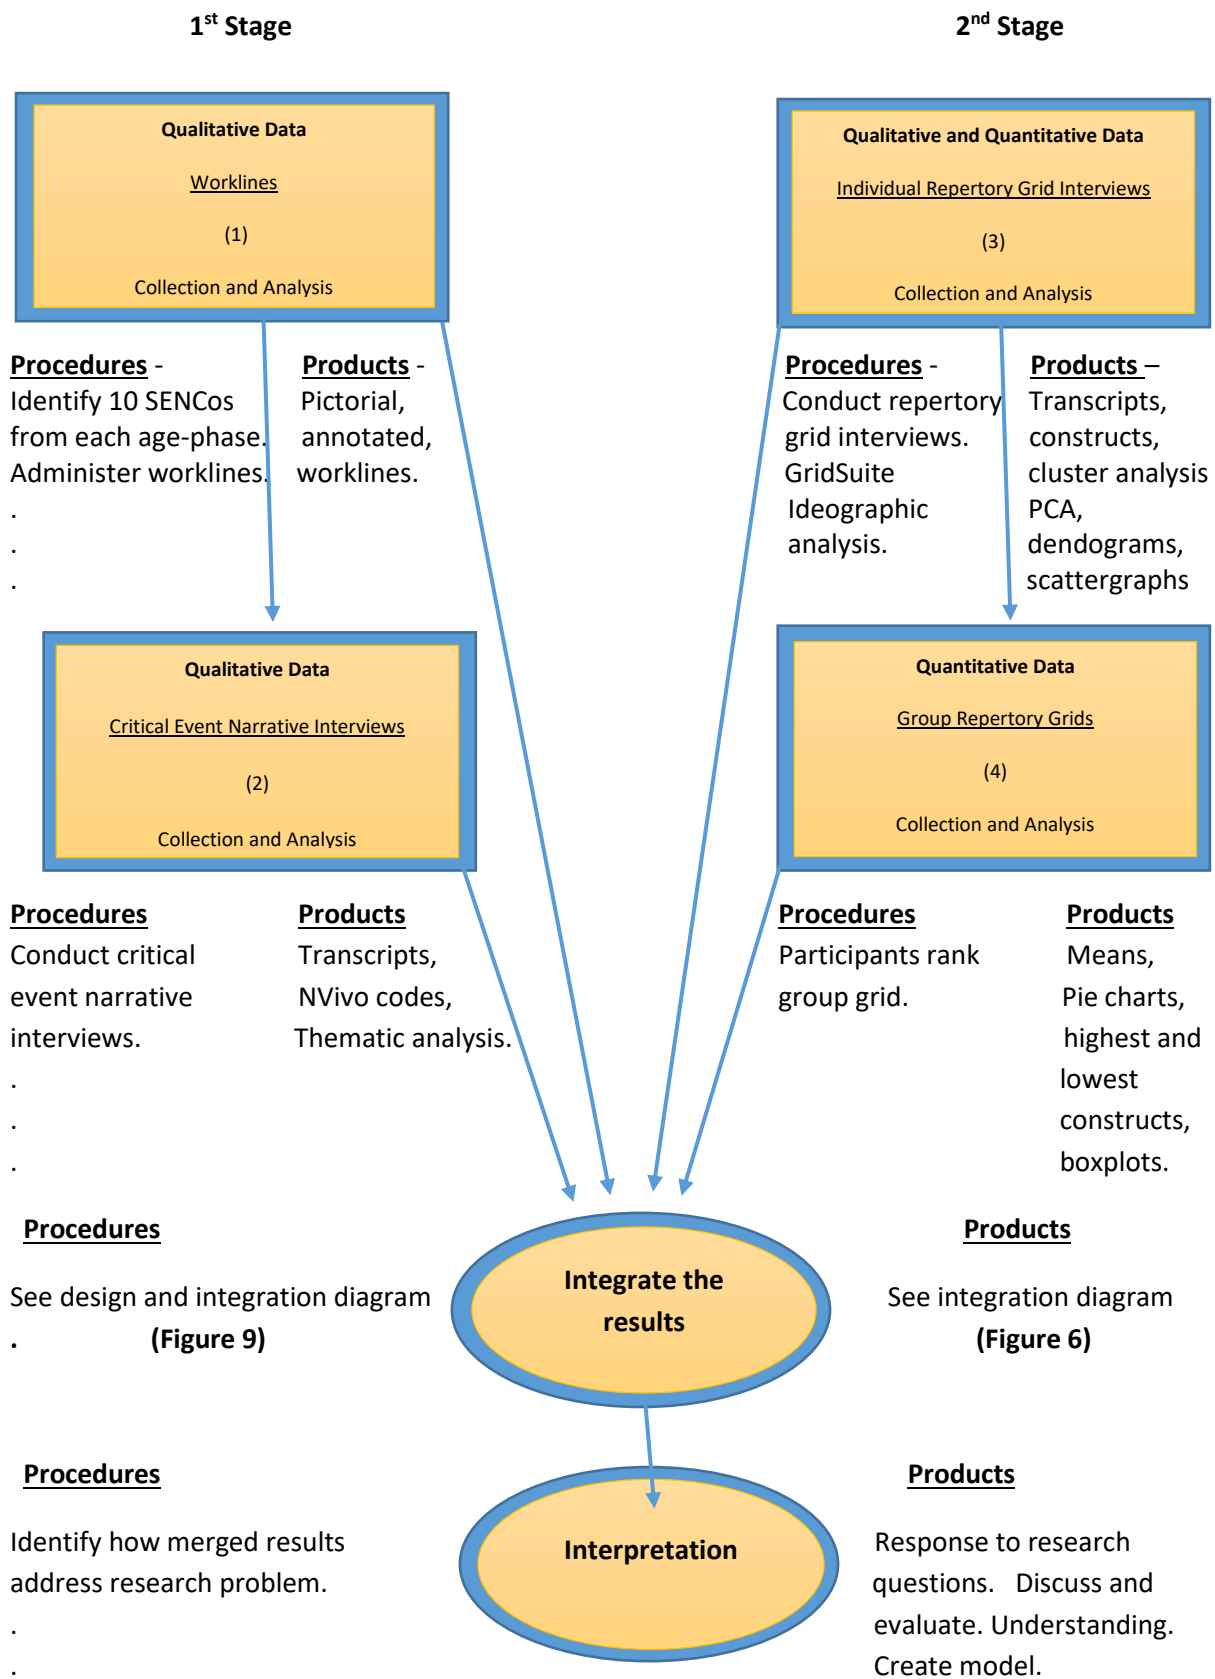 1st Stage
2nd Stage
Qualitative Data
Worklines
(1)
Collection and Analysis
Qualitative and Quantitative Data
Individual Repertory Grid Interviews
(3)
Collection and Analysis
Procedures -
Identify 10 SENCos
from each age-phase.
Administer worklines.
.
.
.
Products -
Pictorial,
annotated,
worklines.
Procedures -
Conduct repertory
grid interviews.
GridSuite
Ideographic
analysis.
Products –
Transcripts,
constructs,
cluster analysis
PCA,
dendograms,
scattergraphs
Qualitative Data
Critical Event Narrative Interviews
(2)
Collection and Analysis
Quantitative Data
Group Repertory Grids
(4)
Collection and Analysis
Procedures
Conduct critical
event narrative
interviews.
.
.
.
Products
Transcripts,
NVivo codes,
Thematic analysis.
Procedures
Participants rank
group grid.
Products
Means,
Pie charts,
highest and
lowest
constructs,
boxplots.
Procedures
See design and integration diagram
. (Figure 9)
Integrate the
results
Products
See integration diagram
(Figure 6)
Procedures
Identify how merged results
address research problem.
.
.
Interpretation
Products
Response to research
questions. Discuss and
evaluate. Understanding.
Create model.